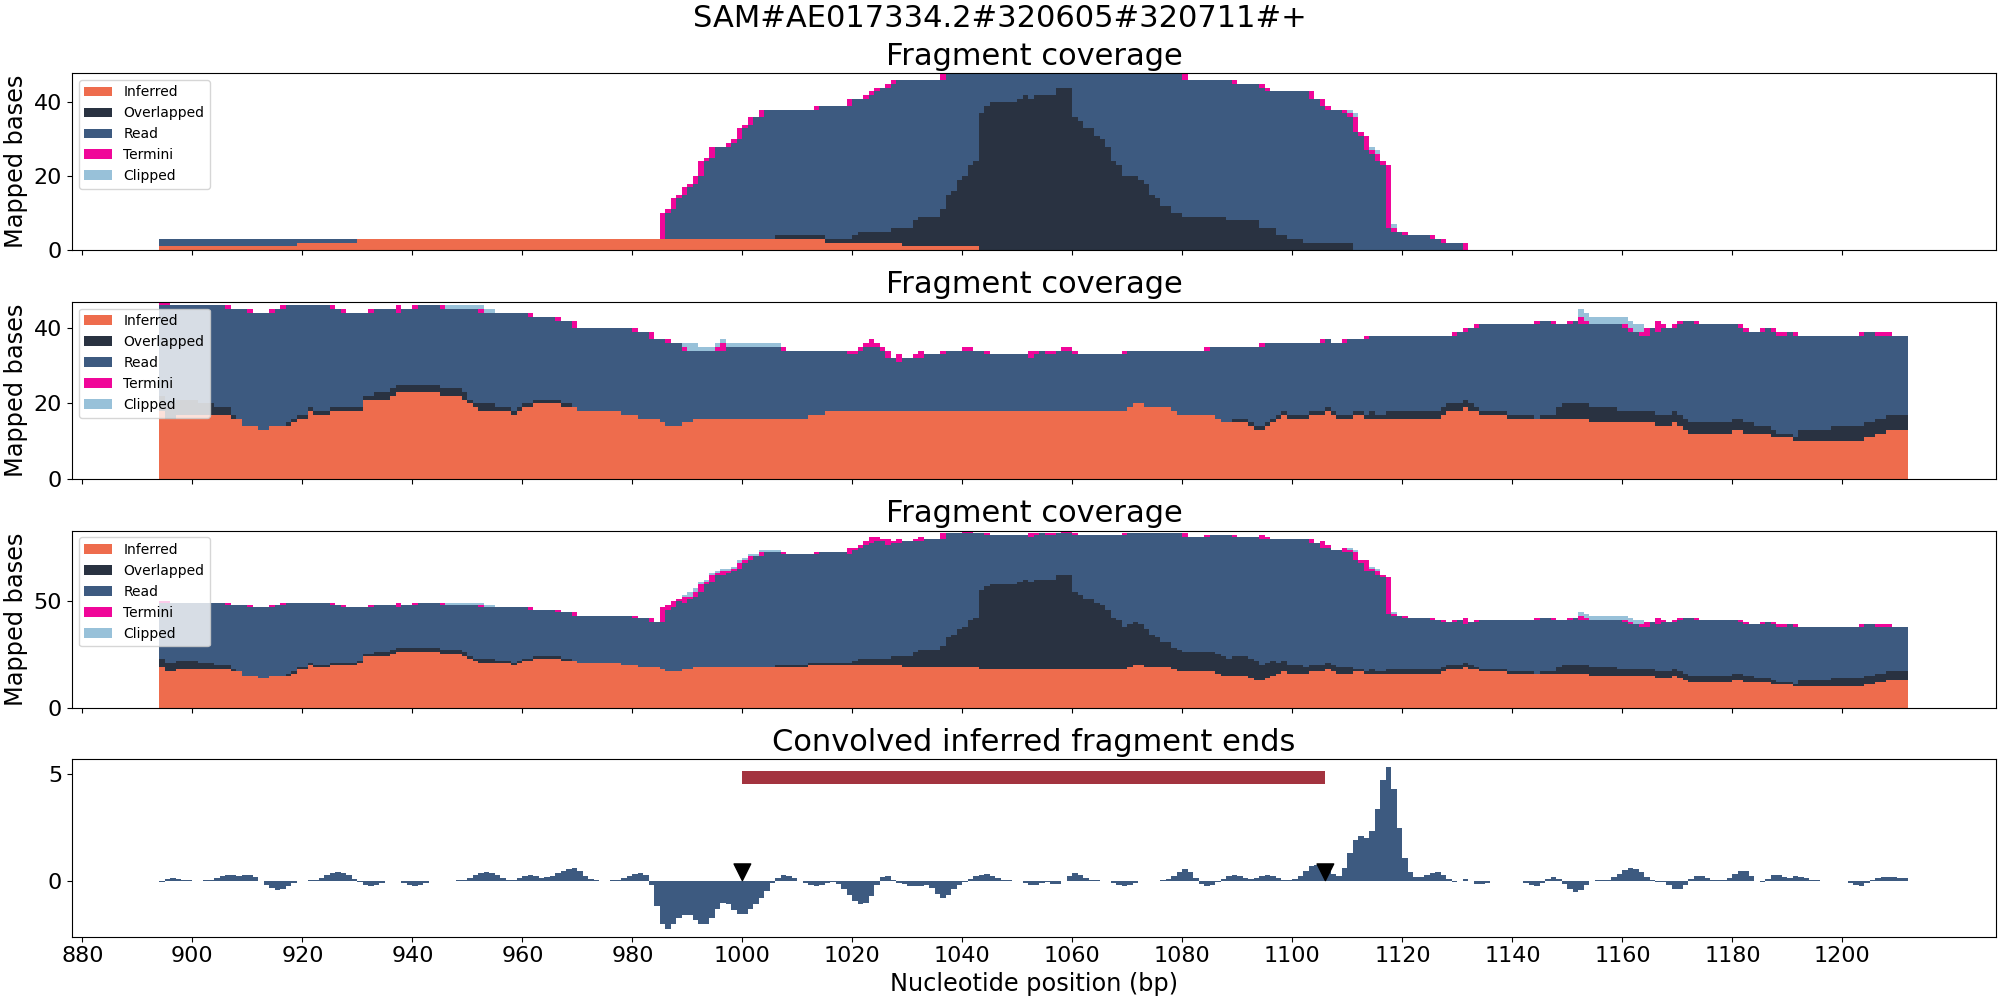 SAM#AE017334.2#320605#320711#+
Fragment coverage
Mapped bases
40
20
0
Inferred
Overlapped
Read
Termini
Clipped
Fragment coverage
Mapped bases
40
20
0
Inferred
Overlapped
Read
Termini
Clipped
Fragment coverage
Mapped bases
50
0
Inferred
Overlapped
Read
Termini
Clipped
Convolved inferred fragment ends
5
0
880 900 920 940 960 980 1000 1020 1040 1060 1080 1100 1120 1140 1160 1180 1200
Nucleotide position (bp)